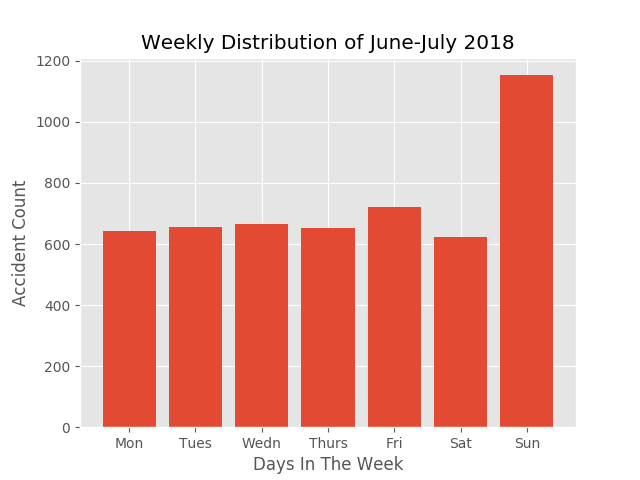 Weekly Distribution of June-July 2018
1200
1000
800
600
400
200
0
Accident Count
Mon Tues Wedn Thurs Fri Sat Sun
Days In The Week